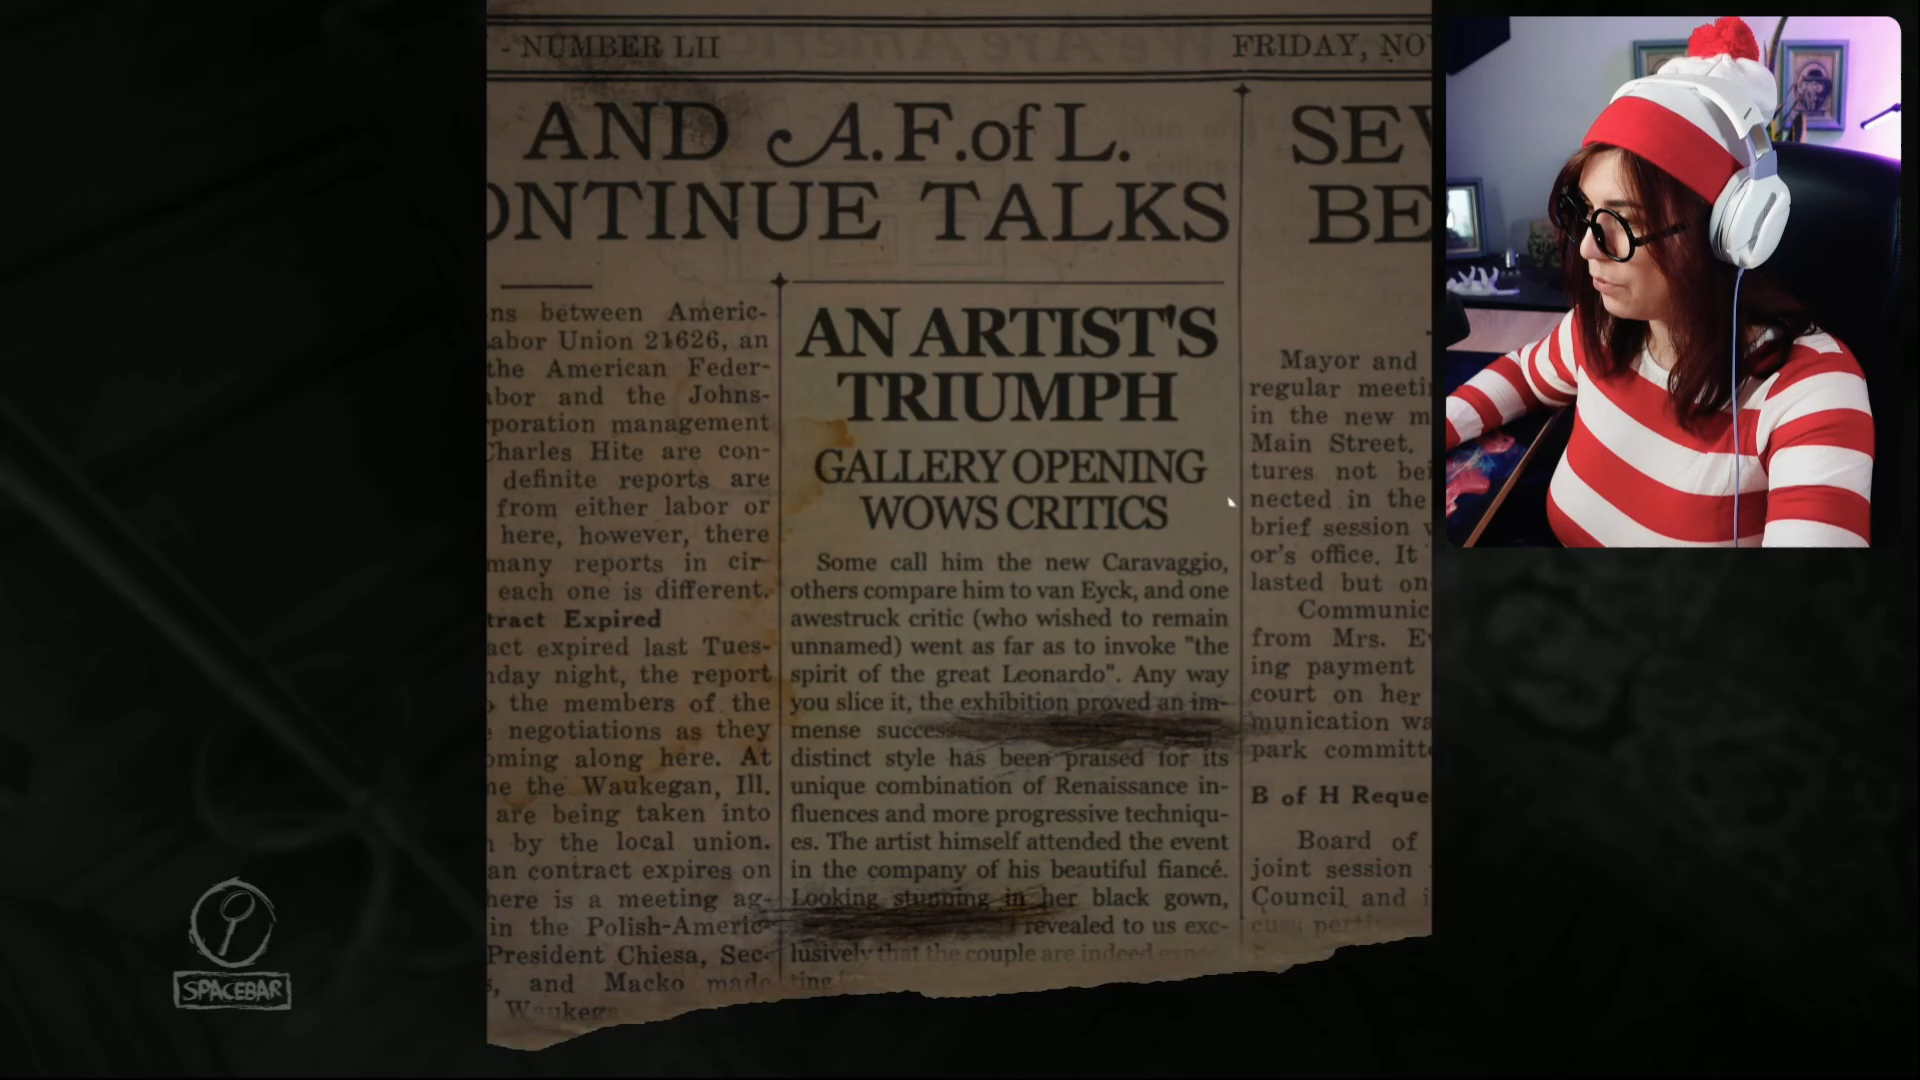 - NUMBER LII
FRIDAY, NO
AND A.F.of L.
ONTINUE TALKS
SEV
BE
ns between Americ-
abor Union 21626, an
the American Feder-
bor and the Johns-
poration management
Charles Hite are con-
definite reports are
from either labor or
here, however, there
many reports in cir-
each one is different.
tract Expired
act expired last Tues-
nday night, the report
the members of the
negotiations as they
oming along here. At
he the Waukegan, Ill.
are being taken into
by the local union.
an contract expires on
here is a meeting ag-
in the Polish-Americ-
President Chiesa, Sec-
s, and Macko made
Waukega
AN ARTIST'S
TRIUMPH
GALLERY OPENING
WOWS CRITICS
Some call him the new Caravaggio,
others compare him to van Eyck, and one
awestruck critic (who wished to remain
unnamed) went as far as to invoke "the
spirit of the great Leonardo". Any way
you slice it, the exhibition proved an im-
mense success
distinct style has been praised for its
unique combination of Renaissance in-
fluences and more progressive techniqu-
es. The artist himself attended the event
in the company of his beautiful fiancé.
Looking stunning in her black gown,
revealed to us exc-
lusively that the couple are indeed expec-
ting
Mayor and
regular meeti
in the new m
Main Street.
tures not bei
nected in the
brief session
or's office. It
lasted but on
Communic
from Mrs. E
ing payment
court on her
munication wa
park committ
B of H Reque
Board of
joint session
Council and i
cuss perti
SPACEBAR